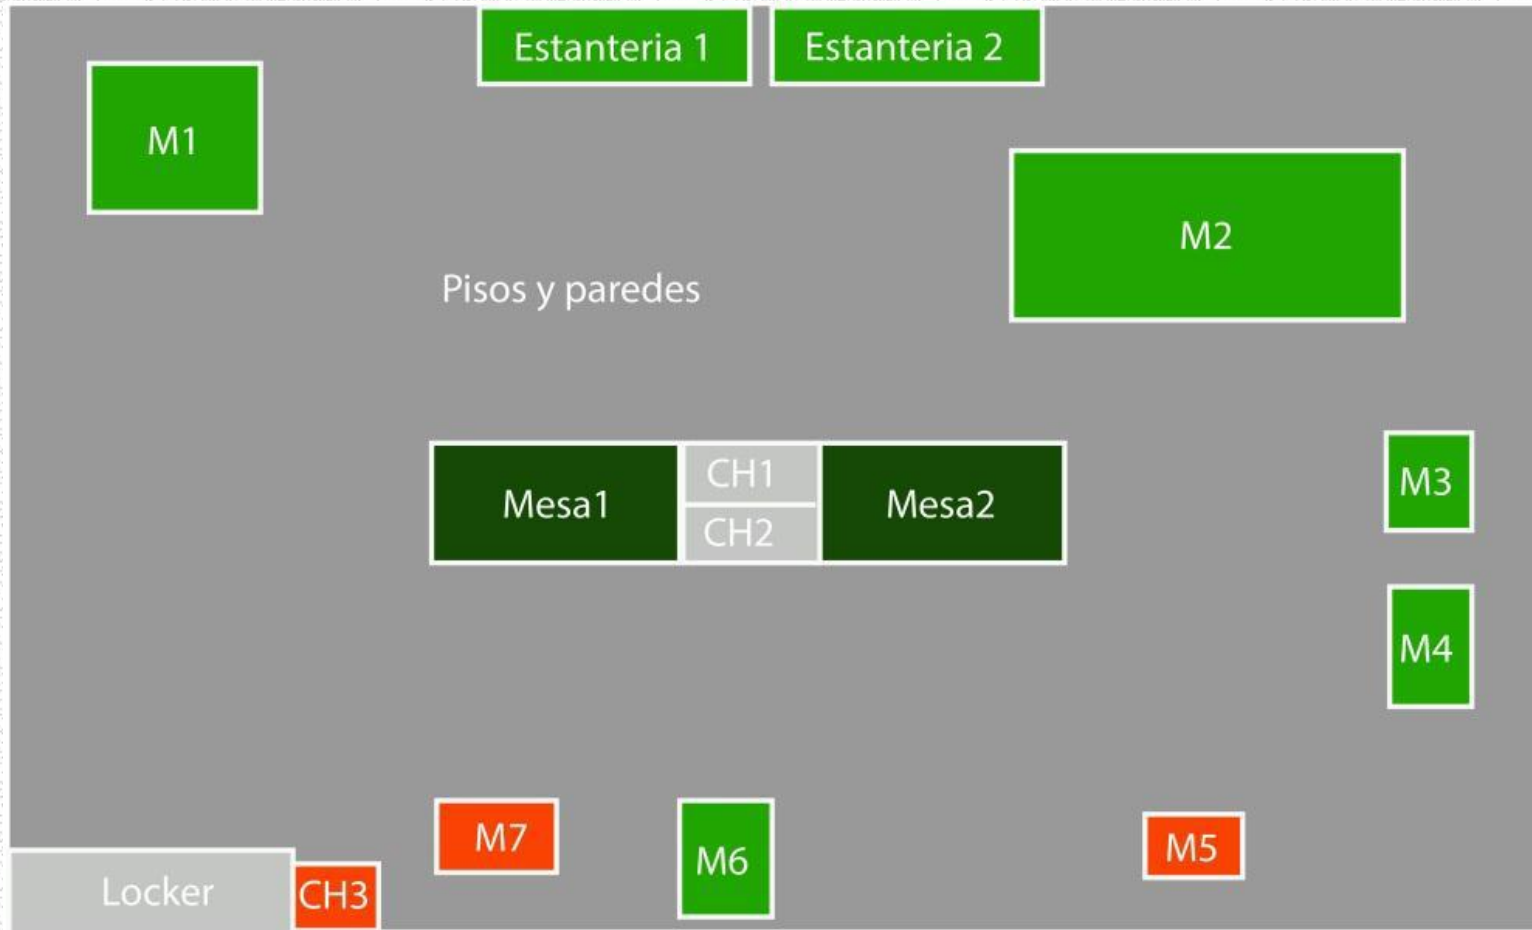 Estanteria 1
Estanteria 2
M1
M2
Pisos y paredes
Mesa1
CH1
CH2
Mesa2
M3
M4
M7
M6
M5
Locker
CH3